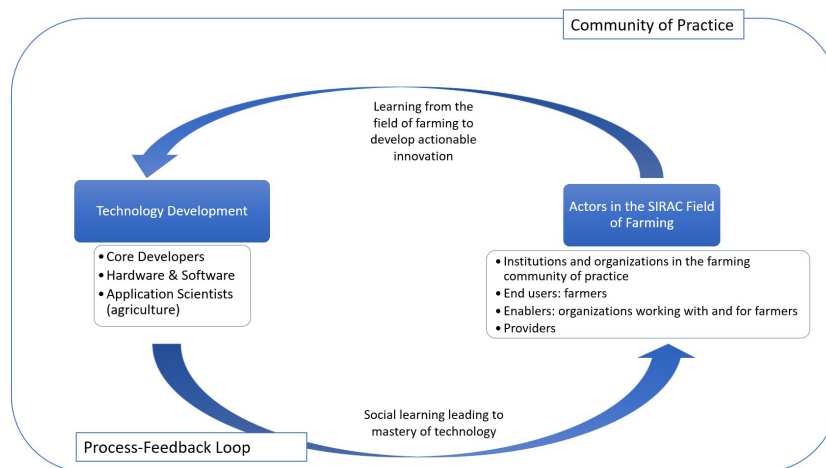 Community of Practice
Learning from the
field of farming to
develop actionable
innovation
Technology Development
• Core Developers
• Hardware & Software
• Application Scientists
(agriculture)
Actors in the SIRAC Field
of Farming
• Institutions and organizations in the farming
community of practice
• End users: farmers
• Enablers: organizations working with and for farmers
• Providers
Social learning leading to
mastery of technology
Process-Feedback Loop